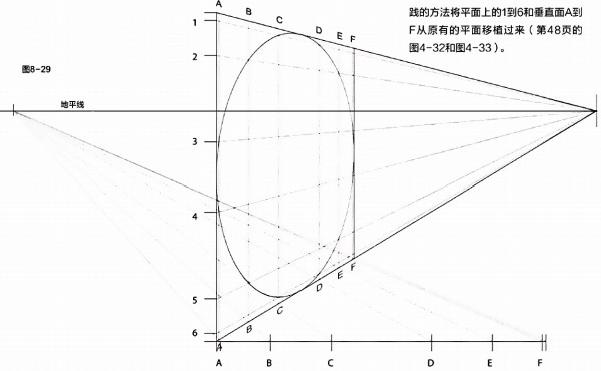 践的方法将平面上的1到6和垂直面A到
F从原有的平面移植过来（第48页的
图4-32和图4-33）。
A
B
C
D
E F
1
2
图8-29
地平线
3
4
5
6
B
C
D
E F
A
A B C D E F